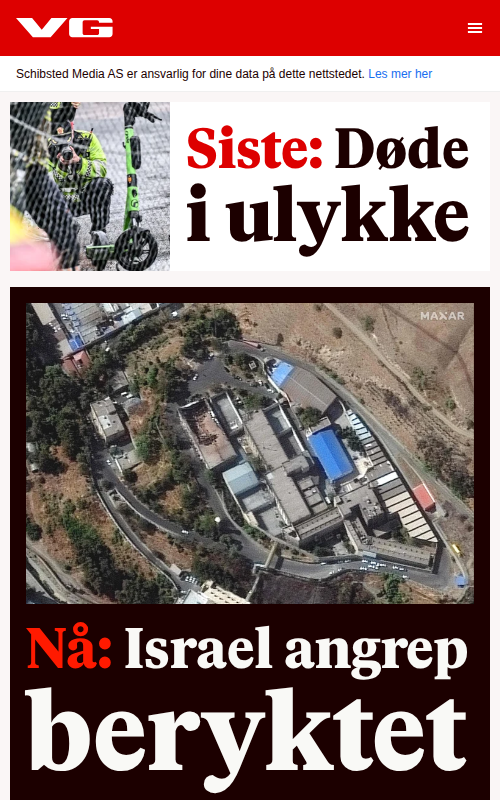 VG
Schibsted Media AS er ansvarlig for dine data på dette nettstedet. Les mer her
Siste: Døde
i ulykke
MAXAR
Nå: Israel angrep
beryktet